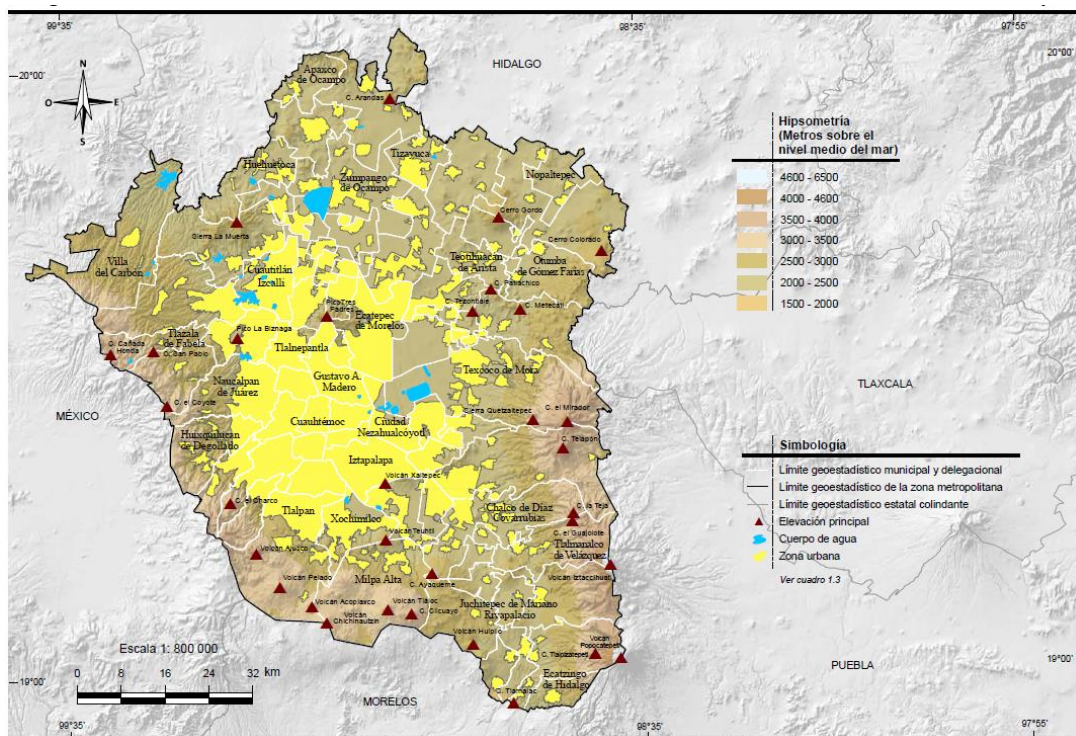 99°35'
98°35'
97°55'
20°00'
20°00'
N
O
E
S
HIDALGO
Apaxco
de Ocampo
C. Arandas
Tizayuca
Huehuetoca
Zumpango
de Ocampo
Nopaltepec
Cerro Gordo
Sierra La Muerta
Cerro Colorado
Villa
del Carbón
Cuautitlán
Izcalli
Teotihuacán
de Arista
Otumba
de Gómez Farías
C. Patlachico
C. Tezontlale
C. Metecatl
Pico Tres
Padres
Ecatepec
de Morelos
Pico La Biznaga
Tlazala
de Fabela
C. Cañada
Honda
C. San Pablo
Tlalnepantla
Texcoco de Mora
Gustavo A.
Madero
Naucalpan
de Juárez
C. el Coyote
MÉXICO
Sierra Quetzaltepec
C. el Mirador
Cuauhtémoc
Ciudad
Nezahualcóyotl
Huixquilucan
de Degollado
C. Telapón
Iztapalapa
Volcán Xaltepec
C. el Charco
Tlalpan
Xochimilco
Chalco de Díaz
Covarrubias
C. la Teja
Volcán Teuhtli
C. el Guajolote
Tlalmanalco
de Velázquez
Volcán Ajusco
Volcán Iztaccíhuatl
Volcán Pelado
Milpa Alta
C. Ayaqueme
Volcán Acoplaxco
Volcán Tláloc
C. Cilcuayo
Juchitepec de Mariano
Rivapalacio
Volcán
Chichinautzin
Volcán Huipilo
Volcán
Popocatépetl
Ecatzingo
de Hidalgo
C. Tlamalac
MORELOS
TLAXCALA
PUEBLA
Hipsometría
(Metros sobre el
nivel medio del mar)
4600 - 6500
4000 - 4600
3500 - 4000
3000 - 3500
2500 - 3000
2000 - 2500
1500 - 2000
Simbología
Límite geoestadístico municipal y delegacional
Límite geoestadístico de la zona metropolitana
Límite geoestadístico estatal colindante
Elevación principal
Cuerpo de agua
Zona urbana
Ver cuadro 1.3
Escala 1: 800 000
0 8 16 24 32 km
19°00'
19°00'
99°35'
98°35'
97°55'